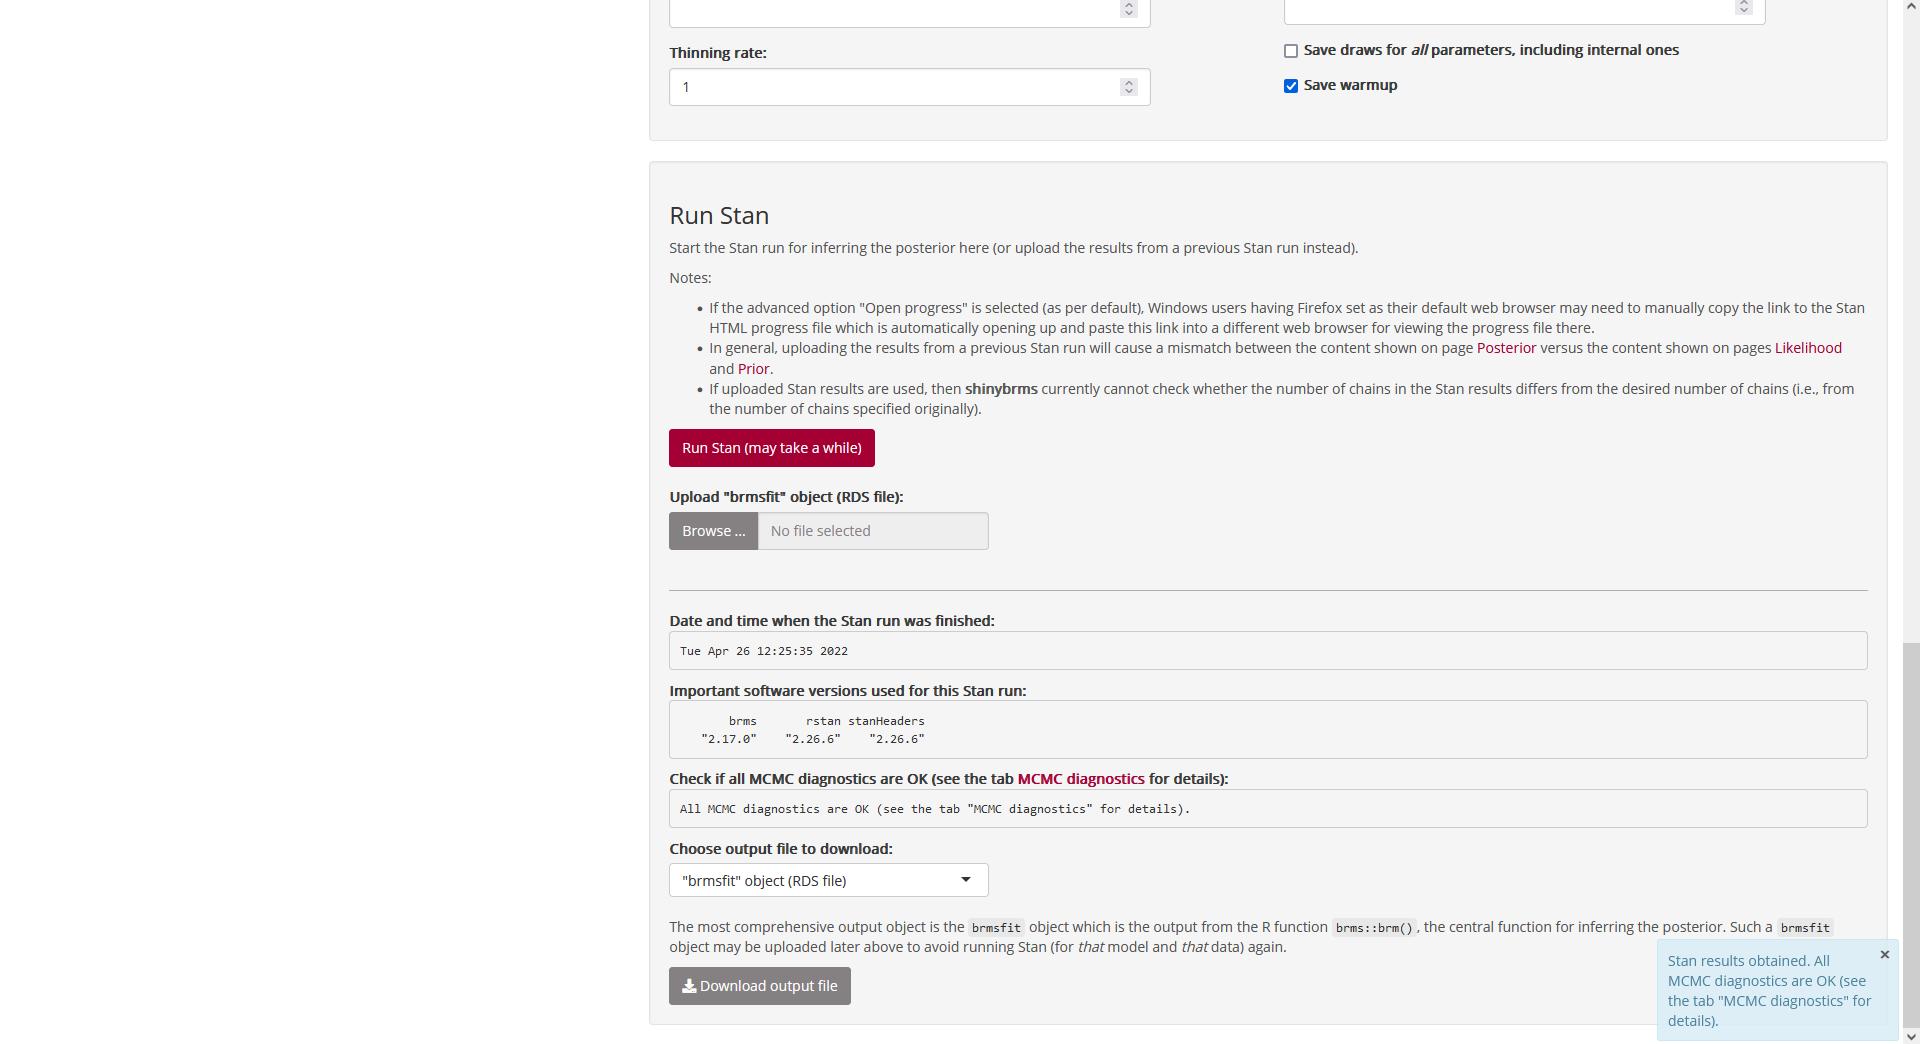 Thinning rate:
1
Save draws for all parameters, including internal ones
Save warmup
Run Stan
Start the Stan run for inferring the posterior here (or upload the results from a previous Stan run instead).
Notes:
• If the advanced option "Open progress" is selected (as per default), Windows users having Firefox set as their default web browser may need to manually copy the link to the Stan
HTML progress file which is automatically opening up and paste this link into a different web browser for viewing the progress file there.
• In general, uploading the results from a previous Stan run will cause a mismatch between the content shown on page Posterior versus the content shown on pages Likelihood
and Prior.
• If uploaded Stan results are used, then shinybrms currently cannot check whether the number of chains in the Stan results differs from the desired number of chains (i.e., from
the number of chains specified originally).
Run Stan (may take a while)
Upload "brmsfit" object (RDS file):
Browse ... No file selected
Date and time when the Stan run was finished:
Tue Apr 26 12:25:35 2022
Important software versions used for this Stan run:
brms rstan stanHeaders
"2.17.0" "2.26.6" "2.26.6"
Check if all MCMC diagnostics are OK (see the tab MCMC diagnostics for details):
All MCMC diagnostics are OK (see the tab "MCMC diagnostics" for details).
Choose output file to download:
"brmsfit" object (RDS file)
The most comprehensive output object is the brmsfit object which is the output from the R function brms::brm(), the central function for inferring the posterior. Such a brmsfit
object may be uploaded later above to avoid running Stan (for that model and that data) again.
Download output file
Stan results obtained. All
MCMC diagnostics are OK (see
the tab "MCMC diagnostics" for
details).